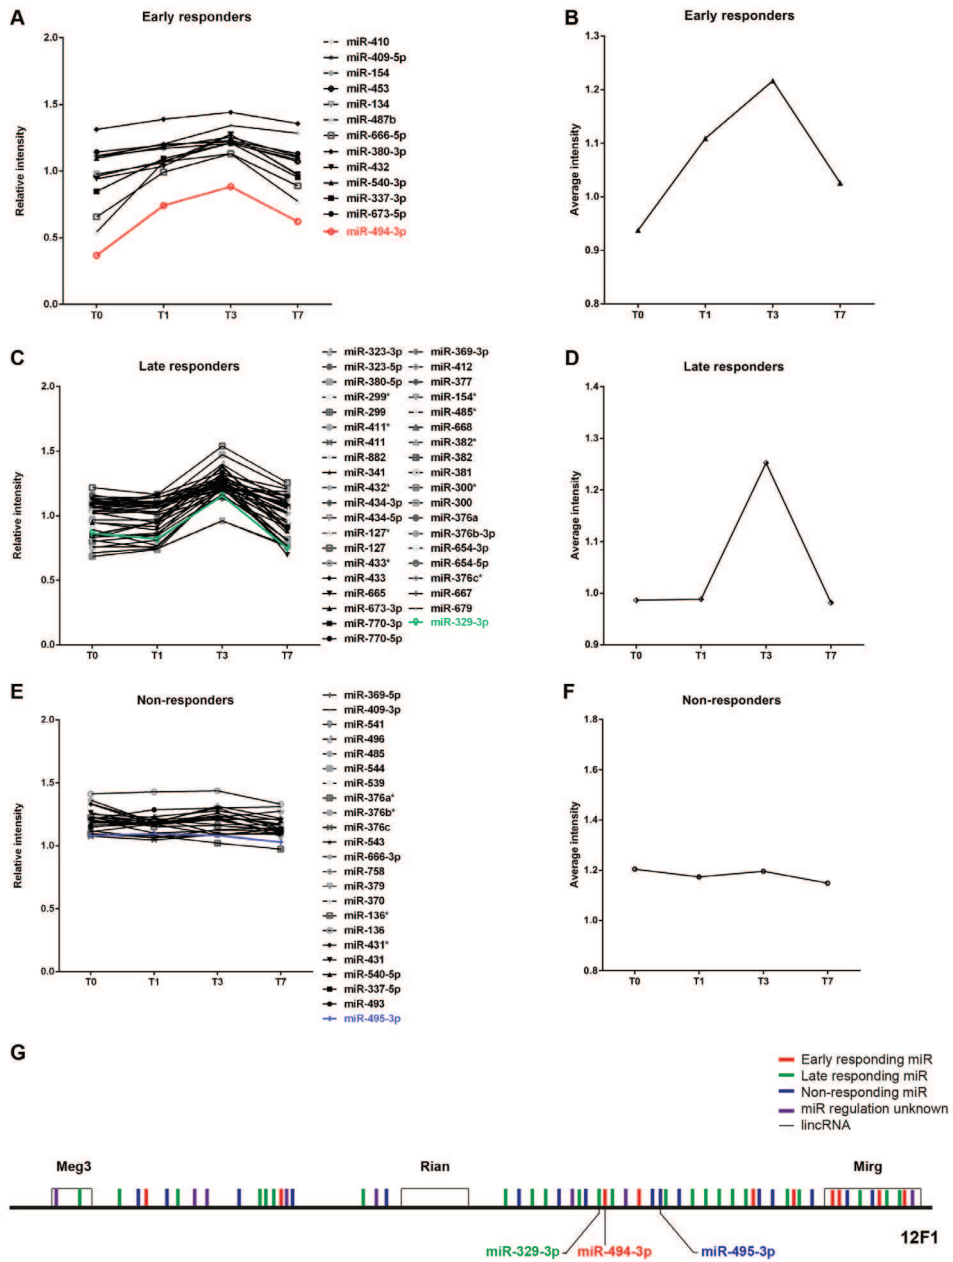 A
Early responders
Relative intensity
2.0
1.5
1.0
0.5
0.0
T0 T1 T3 T7
miR-410
miR-409-5p
miR-154
miR-453
miR-134
miR-487b
miR-666-5p
miR-380-3p
miR-432
miR-540-3p
miR-337-3p
miR-673-5p
miR-494-3p
B
Early responders
Average intensity
1.3
1.2
1.1
1.0
0.9
0.8
T0 T1 T3 T7
C
Late responders
Relative intensity
2.0
1.5
1.0
0.5
0.0
T0 T1 T3 T7
miR-323-3p
miR-323-5p
miR-380-5p
miR-299*
miR-299
miR-411*
miR-411
miR-882
miR-341
miR-432*
miR-434-3p
miR-434-5p
miR-127*
miR-127
miR-433*
miR-433
miR-665
miR-673-3p
miR-770-3p
miR-770-5p
miR-369-3p
miR-412
miR-377
miR-154*
miR-485*
miR-668
miR-382*
miR-382
miR-381
miR-300*
miR-300
miR-376a
miR-376b-3p
miR-654-3p
miR-654-5p
miR-376c*
miR-667
miR-679
miR-329-3p
D
Late responders
Average intensity
1.4
1.3
1.2
1.1
1.0
0.9
T0 T1 T3 T7
E
Non-responders
Relative intensity
2.0
1.5
1.0
0.5
0.0
T0 T1 T3 T7
miR-369-5p
miR-409-3p
miR-541
miR-496
miR-485
miR-544
miR-539
miR-376a*
miR-376b*
miR-376c
miR-543
miR-666-3p
miR-758
miR-379
miR-370
miR-136*
miR-136
miR-431*
miR-431
miR-540-5p
miR-337-5p
miR-493
miR-495-3p
F
Non-responders
Average intensity
1.8
1.6
1.4
1.2
1.0
0.8
T0 T1 T3 T7
G
Early responding miR
Late responding miR
Non-responding miR
miR regulation unknown
lincRNA
Meg3 Rian Mirg
12F1
miR-329-3p miR-494-3p miR-495-3p